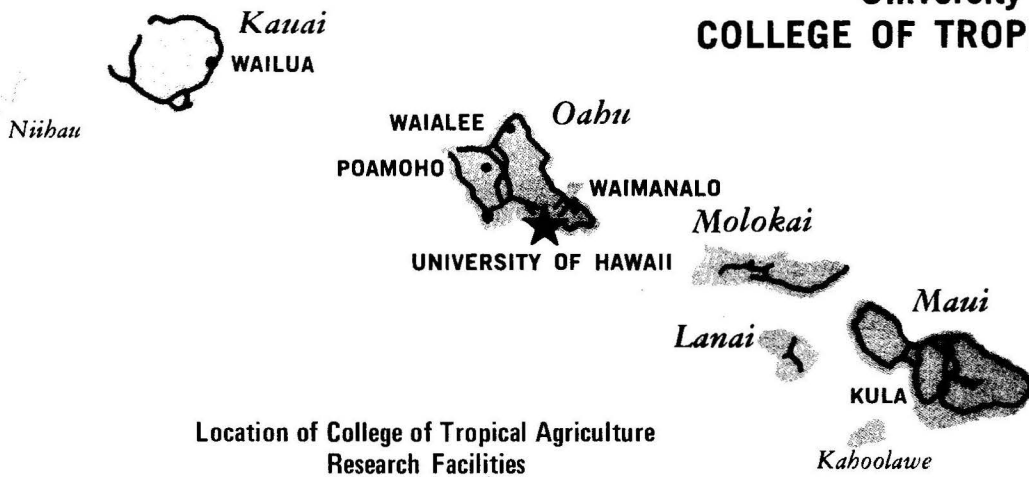 University
COLLEGE OF TROP
Kauai
WAILUA
Niihau
WAIALEE
Oahu
POAMOHO
WAIMANALO
UNIVERSITY OF HAWAII
Molokai
Maui
Lanai
KULA
Location of College of Tropical Agriculture
Research Facilities
Kahoolawe